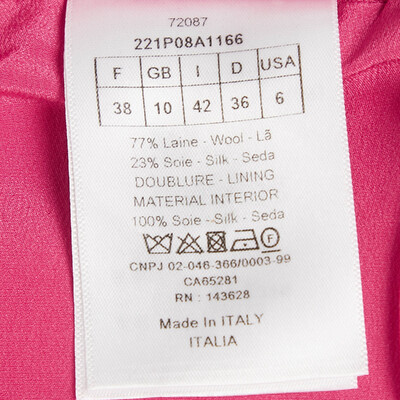 72087
221P08A1166
F GB I D USA
38 10 42 36 6
77% Laine - Wool - Lã
23% Soie - Silk - Seda
DOUBLURE - LINING
MATERIAL INTERIOR
100% Soie - Silk - Seda
F
CNPJ 02-046-366/0003-99
CA65281
RN : 143628
Made In ITALY
ITALIA